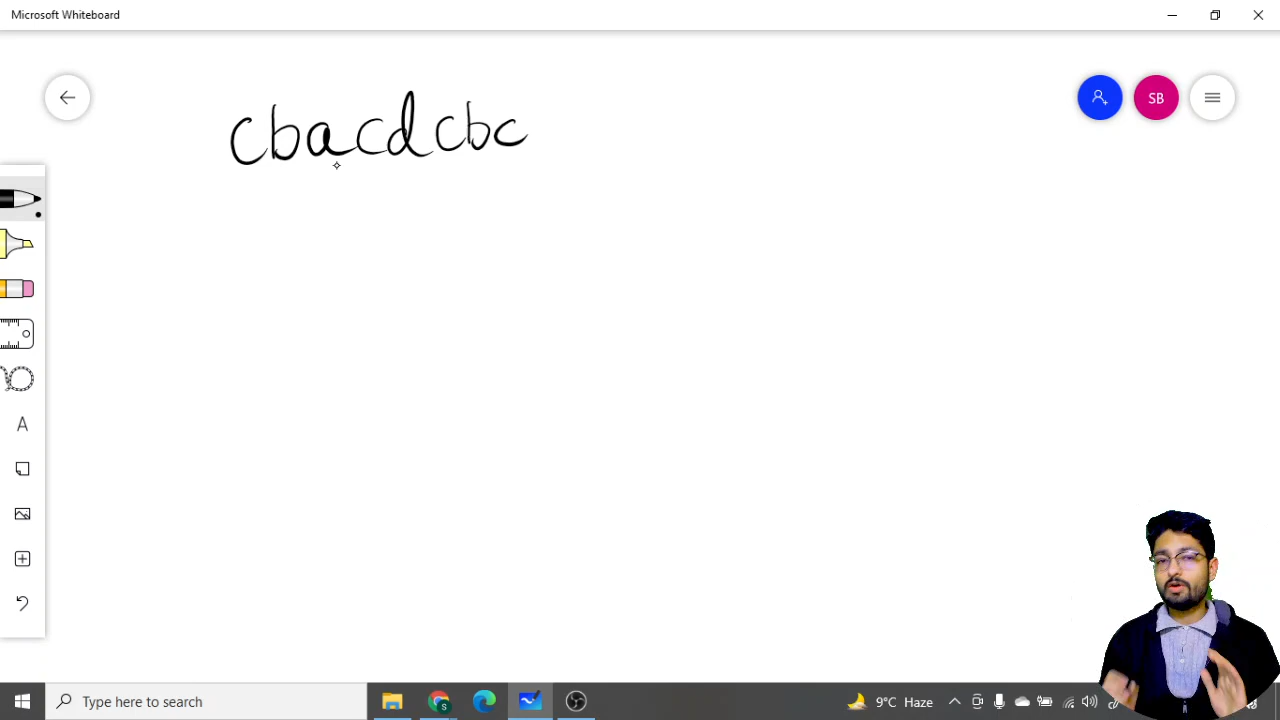 Microsoft Whiteboard
cbacdcbc
SB
A
Type here to search
S
9°C Haze